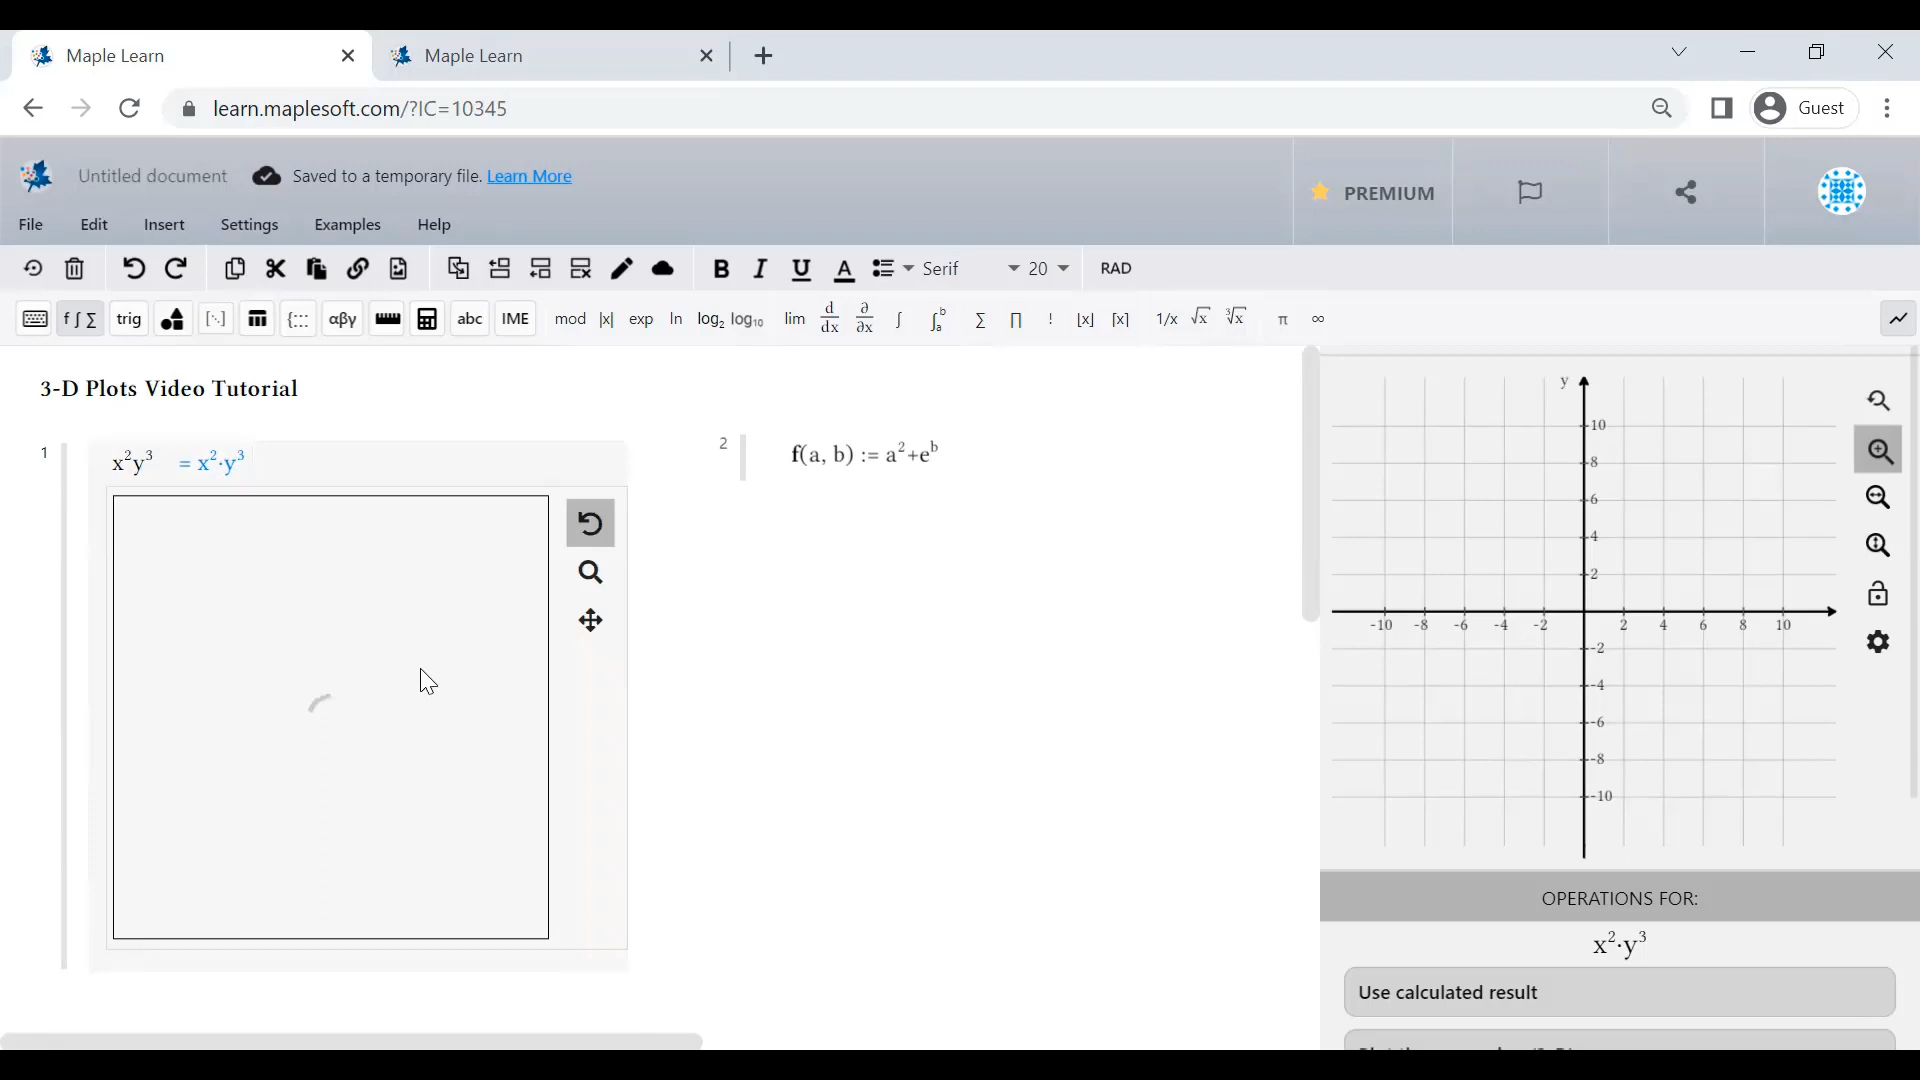 Maple Learn
Maple Learn
learn.maplesoft.com/?IC=10345
Guest
Untitled document
Saved to a temporary file. Learn More
PREMIUM
File Edit Insert Settings Examples Help
B I U A Serif 20 RAD
f ∫ Σ trig αβγ abc IME mod |x| exp ln log₂ log₁₀ lim d/dx ∂/∂x ∫ ∫ₐᵇ Σ ∏ ! ⌊x⌋ ⌈x⌉ 1/x √x ∛x π ∞
3-D Plots Video Tutorial
1 x²y³ = x²·y³
2 f(a, b) := a²+eᵇ
y
10
8
6
4
2
-10 -8 -6 -4 -2 2 4 6 8 10
-2
-4
-6
-8
-10
OPERATIONS FOR:
x²·y³
Use calculated result